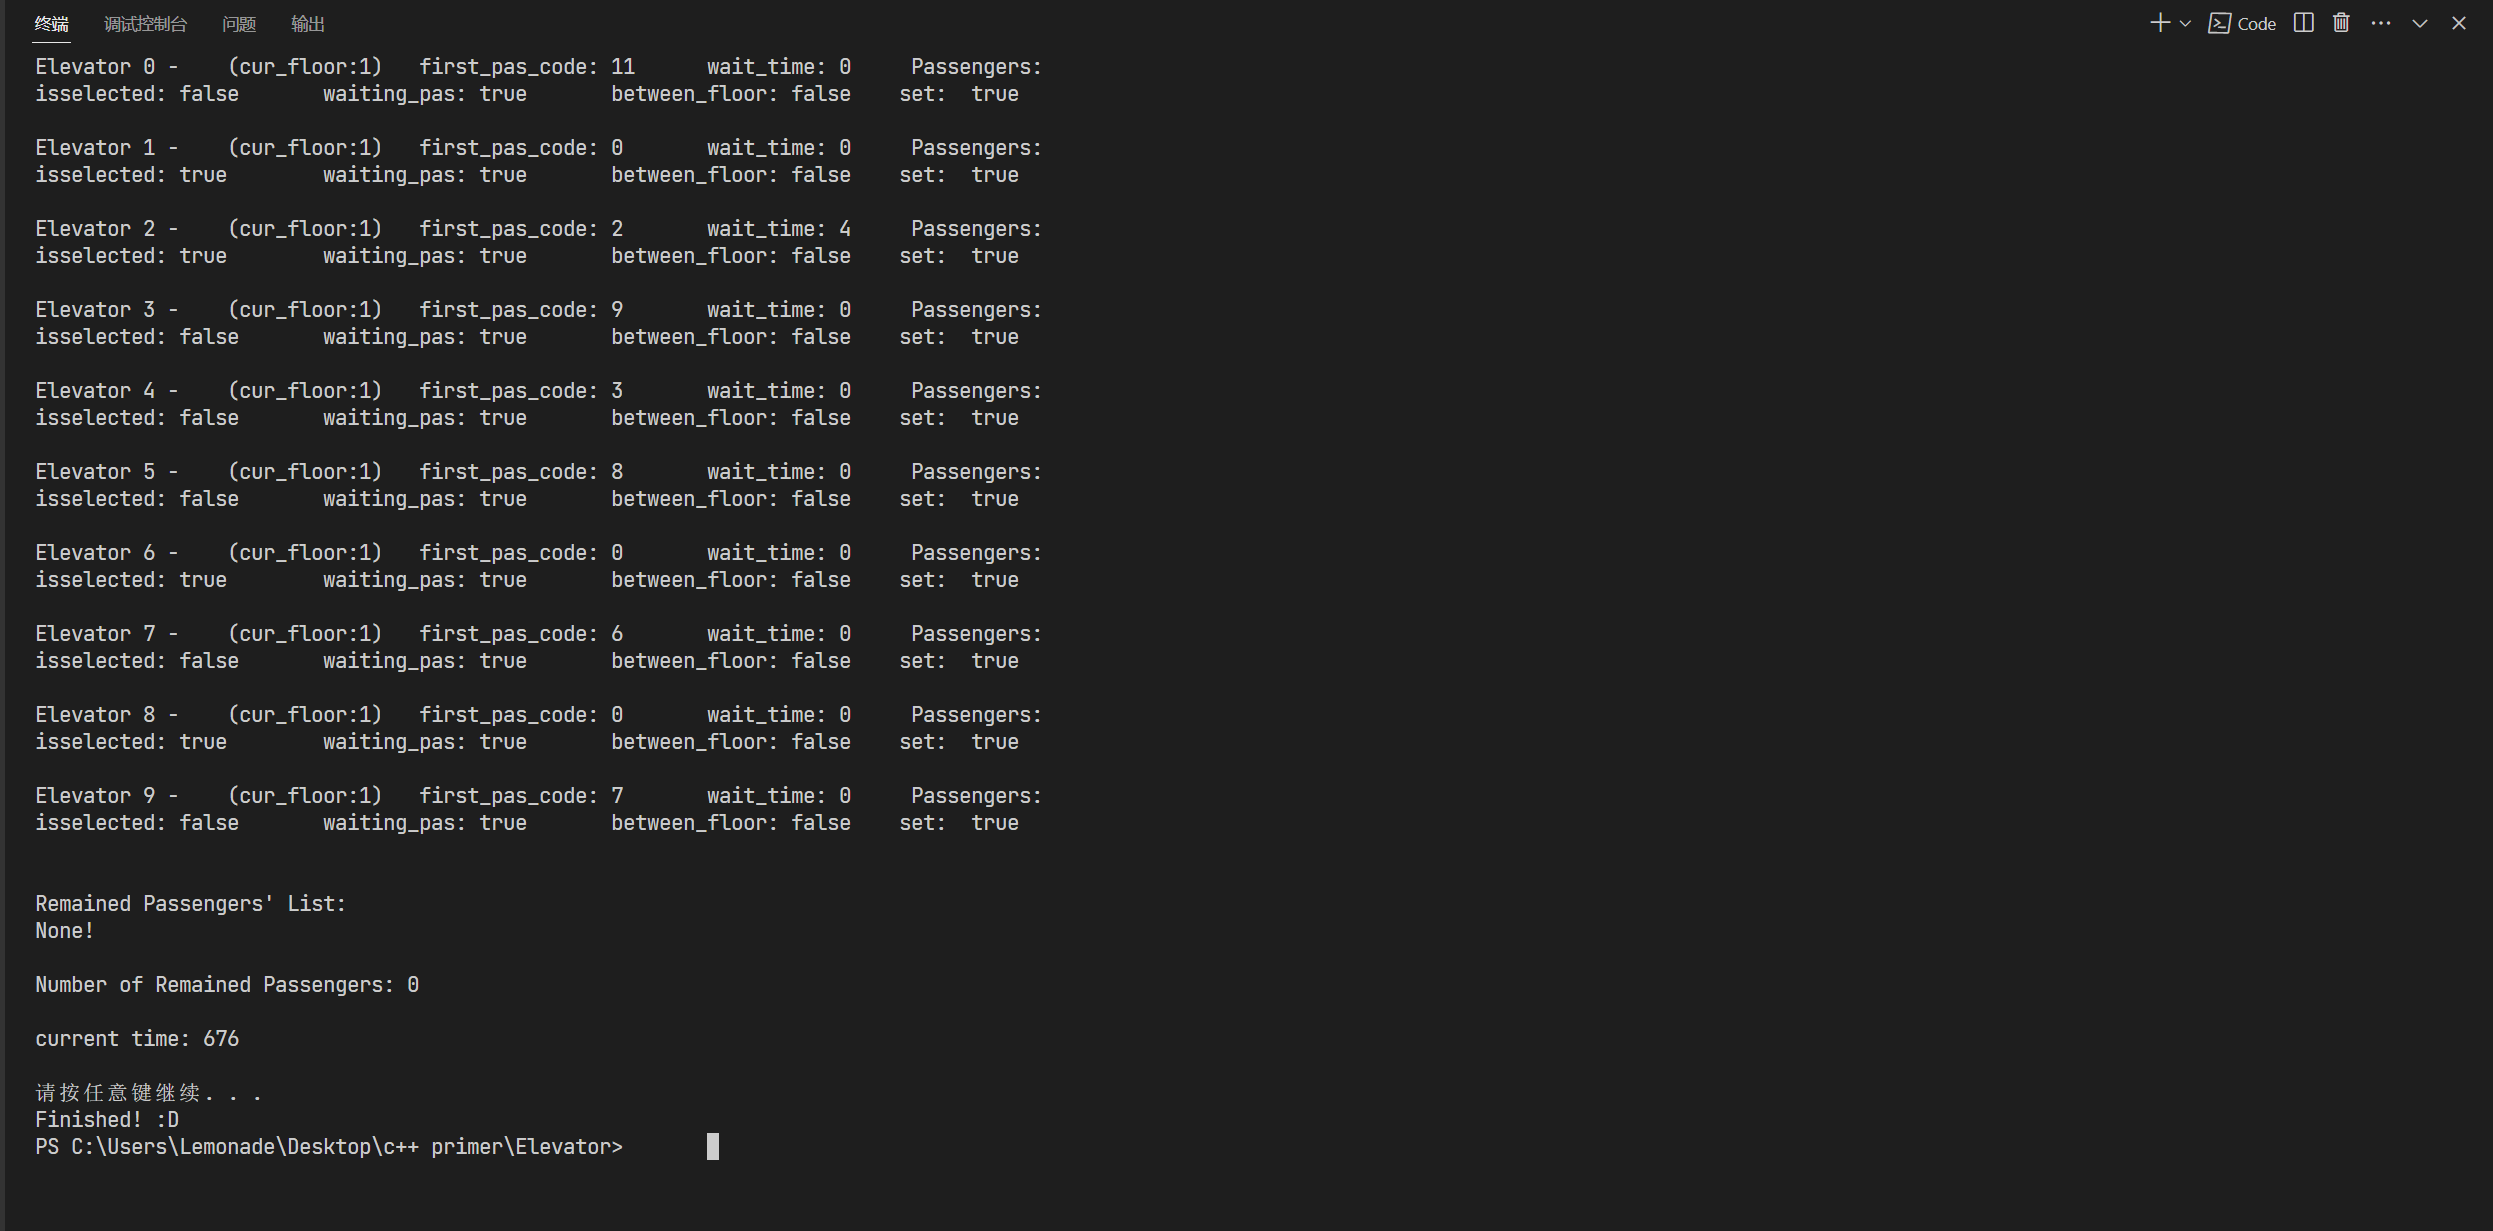 终端 调试控制台 问题 输出 Code
Elevator 0 - (cur_floor:1) first_pas_code: 11 wait_time: 0 Passengers:
isselected: false waiting_pas: true between_floor: false set: true
Elevator 1 - (cur_floor:1) first_pas_code: 0 wait_time: 0 Passengers:
isselected: true waiting_pas: true between_floor: false set: true
Elevator 2 - (cur_floor:1) first_pas_code: 2 wait_time: 4 Passengers:
isselected: true waiting_pas: true between_floor: false set: true
Elevator 3 - (cur_floor:1) first_pas_code: 9 wait_time: 0 Passengers:
isselected: false waiting_pas: true between_floor: false set: true
Elevator 4 - (cur_floor:1) first_pas_code: 3 wait_time: 0 Passengers:
isselected: false waiting_pas: true between_floor: false set: true
Elevator 5 - (cur_floor:1) first_pas_code: 8 wait_time: 0 Passengers:
isselected: false waiting_pas: true between_floor: false set: true
Elevator 6 - (cur_floor:1) first_pas_code: 0 wait_time: 0 Passengers:
isselected: true waiting_pas: true between_floor: false set: true
Elevator 7 - (cur_floor:1) first_pas_code: 6 wait_time: 0 Passengers:
isselected: false waiting_pas: true between_floor: false set: true
Elevator 8 - (cur_floor:1) first_pas_code: 0 wait_time: 0 Passengers:
isselected: true waiting_pas: true between_floor: false set: true
Elevator 9 - (cur_floor:1) first_pas_code: 7 wait_time: 0 Passengers:
isselected: false waiting_pas: true between_floor: false set: true
Remained Passengers' List:
None!
Number of Remained Passengers: 0
current time: 676
请按任意键继续. . .
Finished! :D
PS C:\Users\Lemonade\Desktop\c++ primer\Elevator>